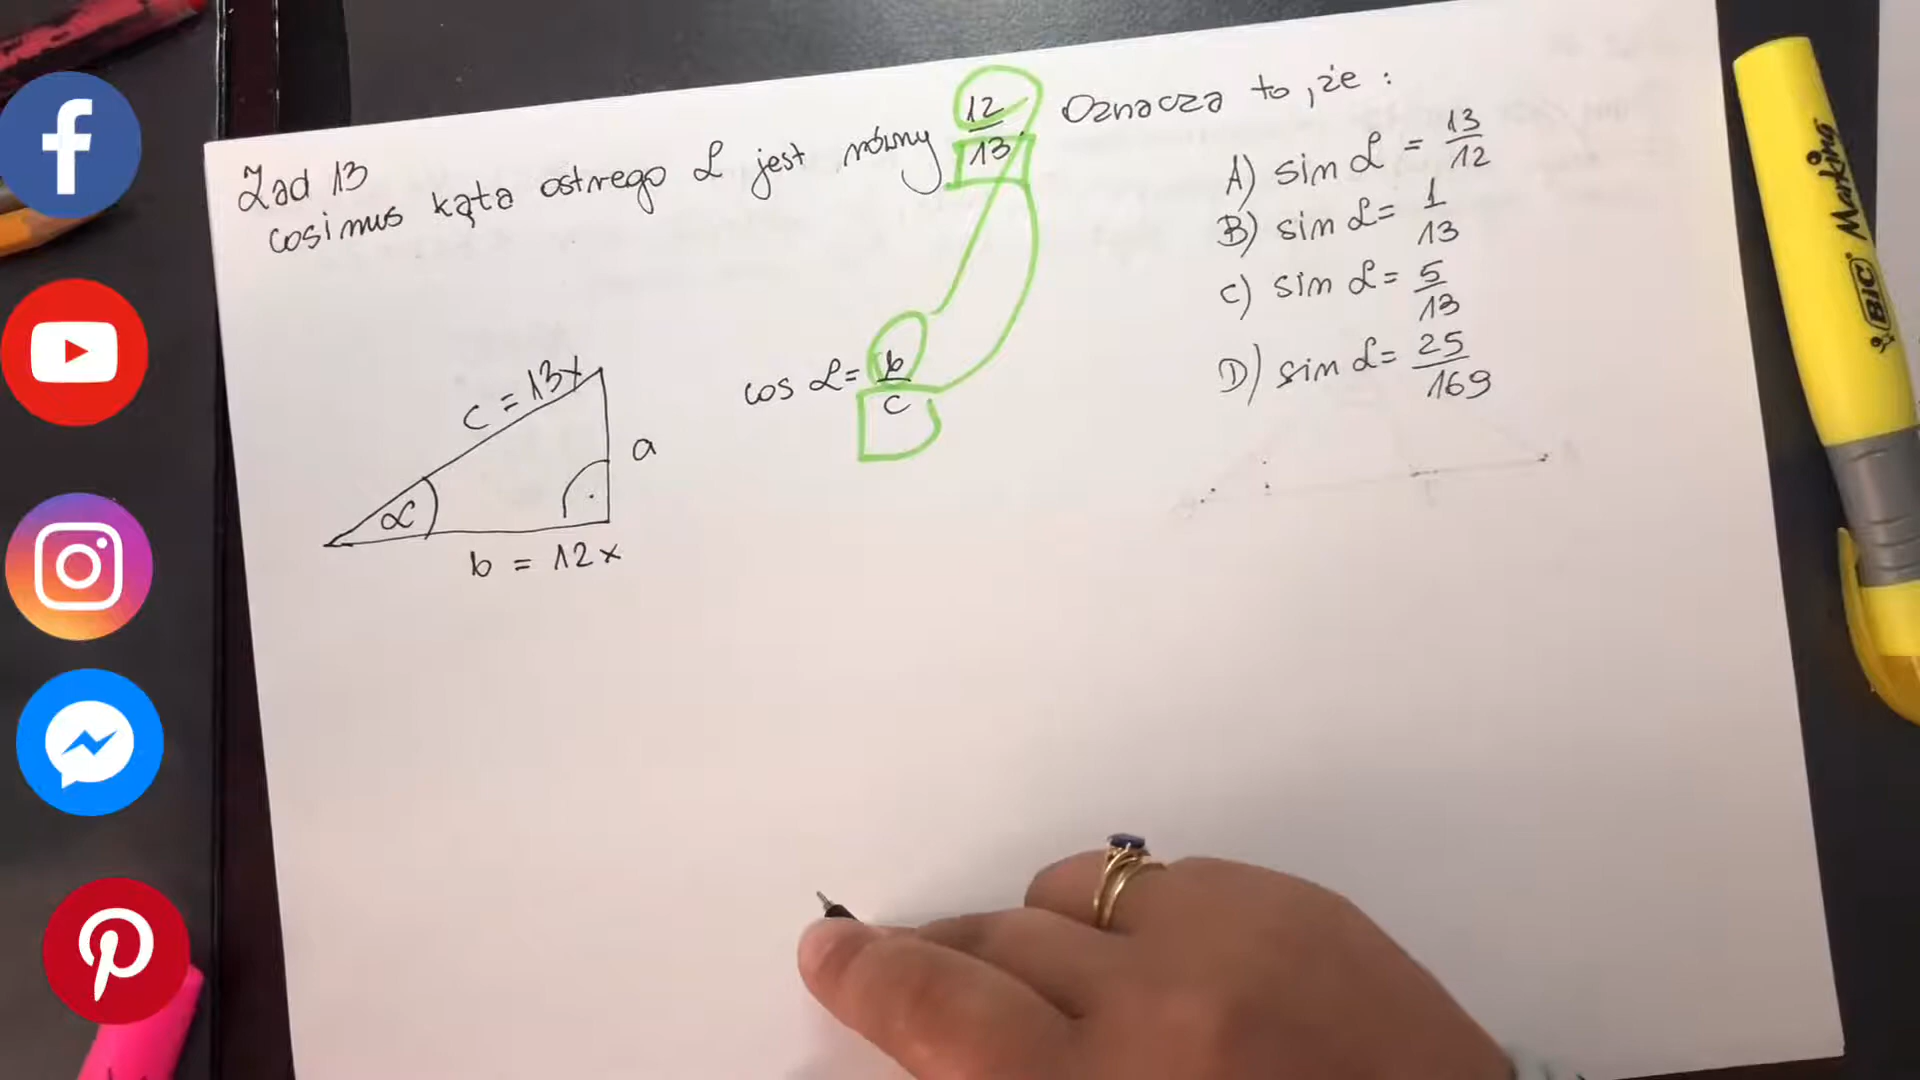 Zad 13
cosinus kąta ostrego α jest równy 12/13. Oznacza to, że :
A) sin α = 13/12
B) sin α = 1/13
C) sin α = 5/13
D) sin α = 25/169
cos α = b/c
c = 13x
a
α
b = 12x
BIC Marking